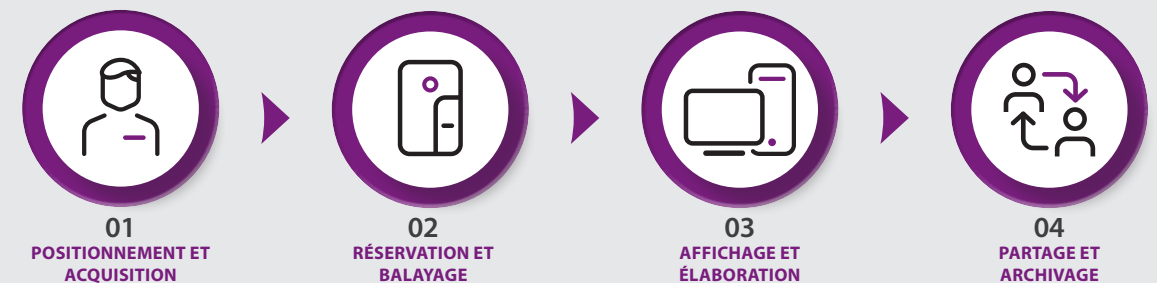 01
POSITIONNEMENT ET
ACQUISITION
02
RÉSERVATION ET
BALAYAGE
03
AFFICHAGE ET
ÉLABORATION
04
PARTAGE ET
ARCHIVAGE